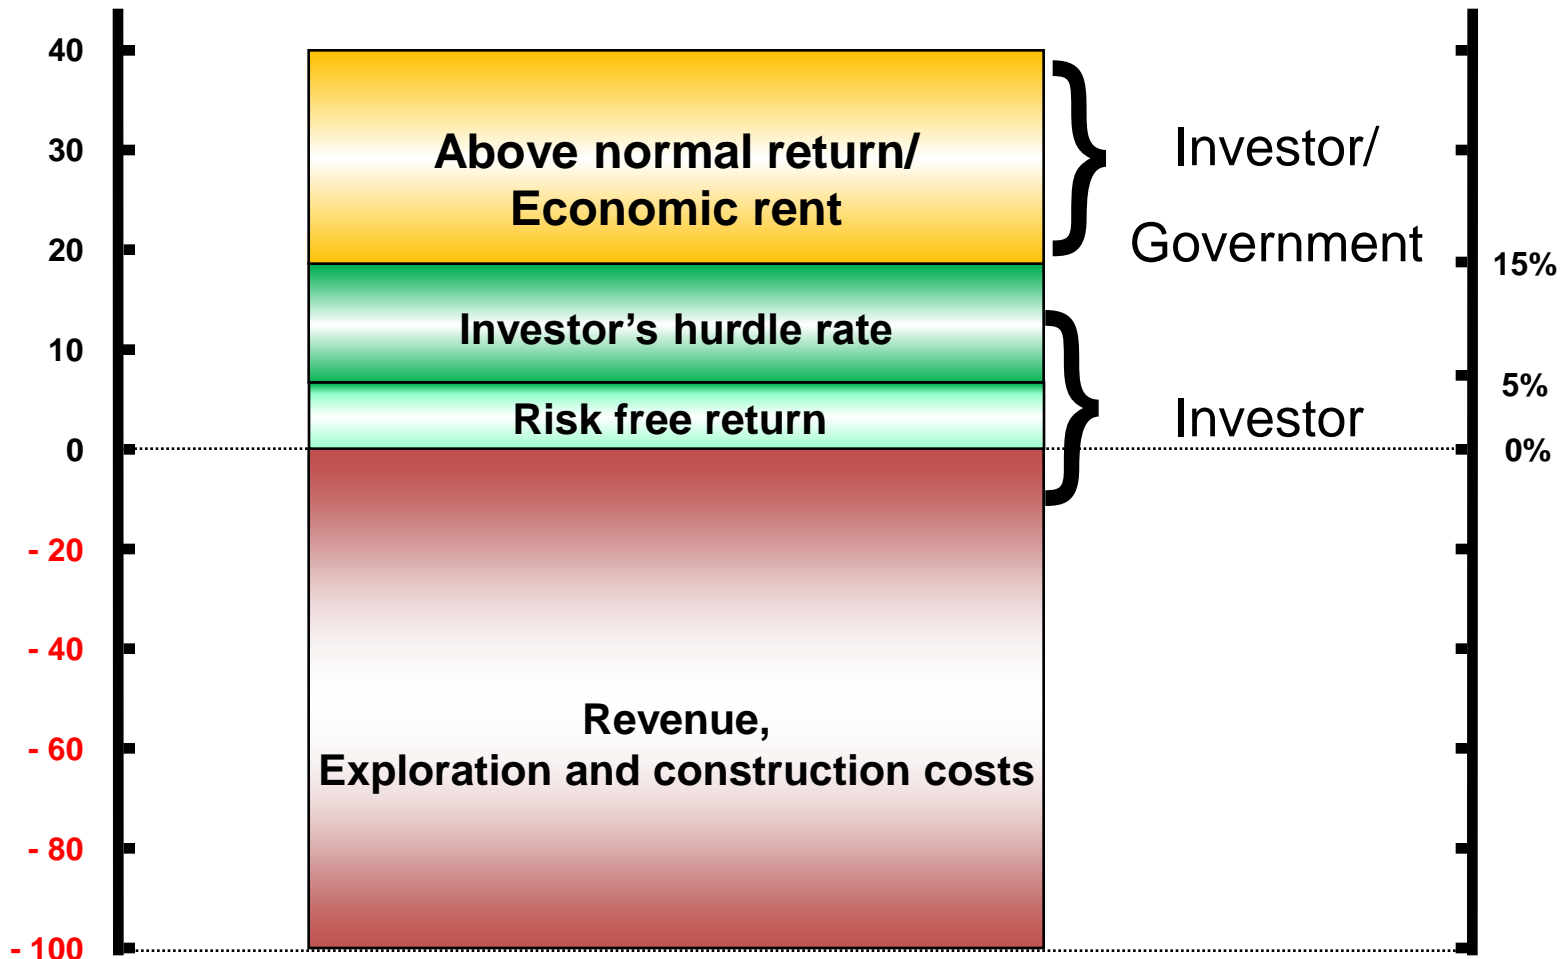 40
30
20
10
0
- 20
- 40
- 60
- 80
- 100
Above normal return/
Economic rent
Investor’s hurdle rate
Risk free return
Revenue,
Exploration and construction costs
Investor/
Government
Investor
15%
5%
0%